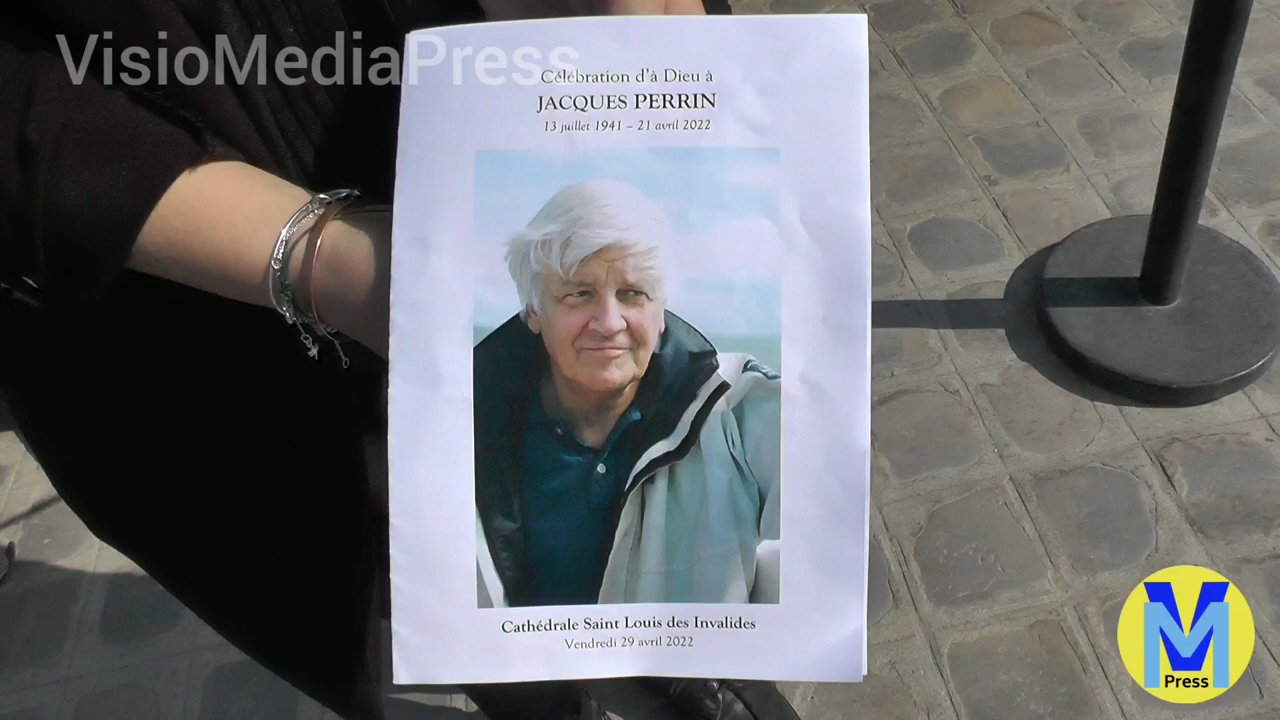 VisioMediaPress
Célébration d'à Dieu à
JACQUES PERRIN
13 juillet 1941 – 21 avril 2022
Cathédrale Saint Louis des Invalides
Vendredi 29 avril 2022
VM
Press